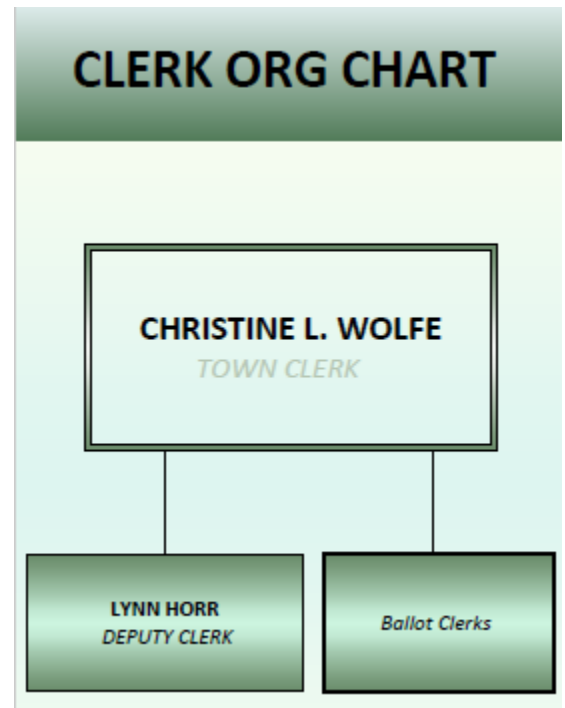 CLERK ORG CHART
CHRISTINE L. WOLFE
TOWN CLERK
LYNN HORR
DEPUTY CLERK
Ballot Clerks